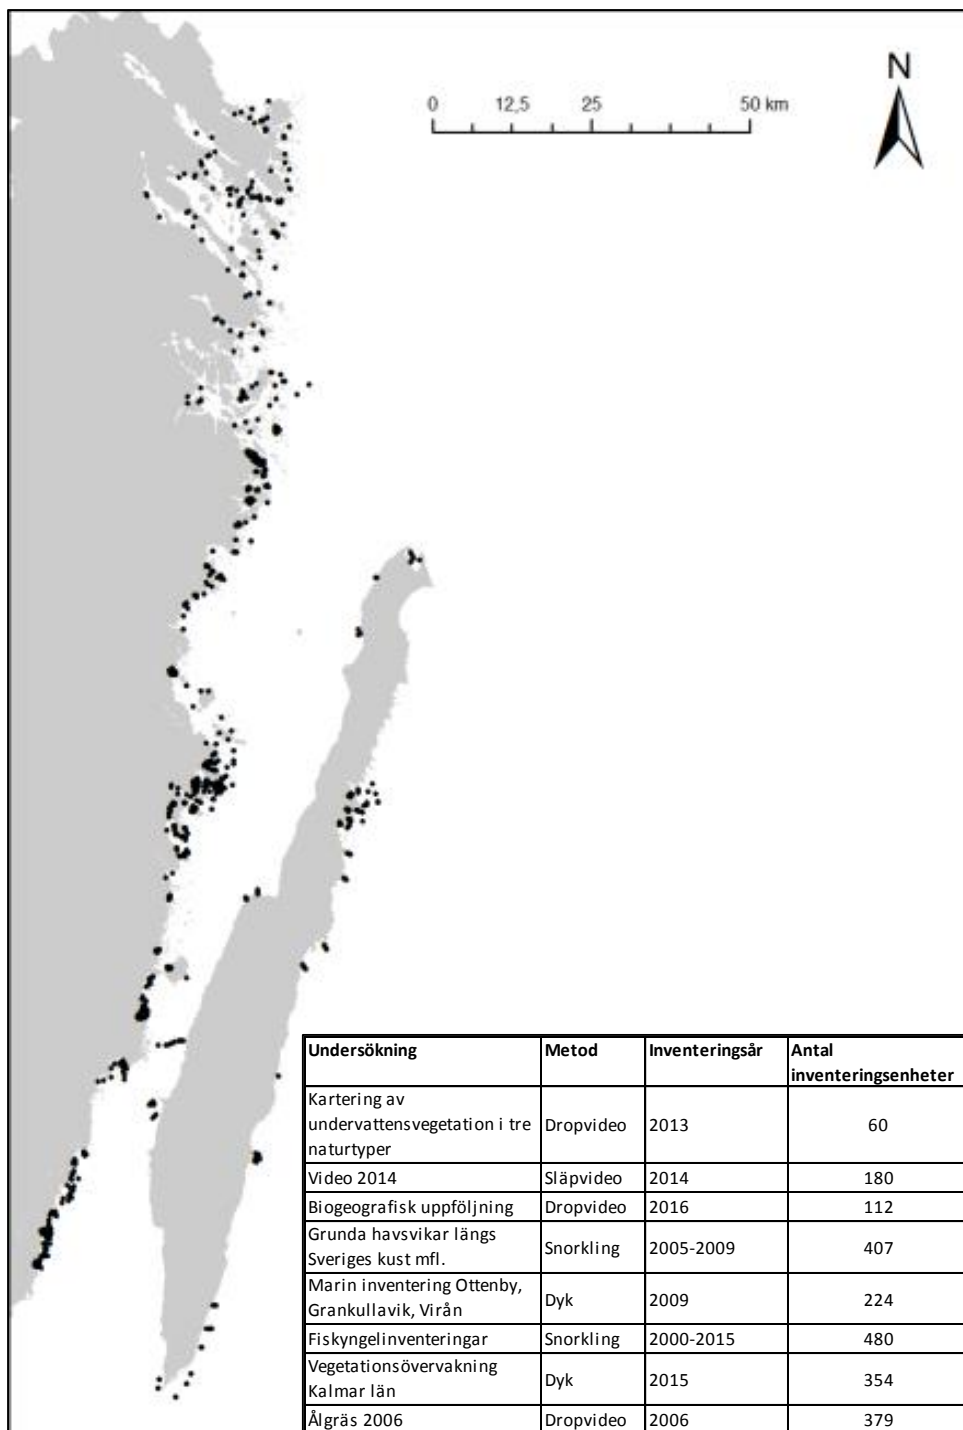 N
0 12,5 25 50 km
Undersökning Metod Inventeringsår Antal
inventeringsenheter
Kartering av
undervattensvegetation i tre
naturtyper Dropvideo 2013 60
Video 2014 Släpvideo 2014 180
Biogeografisk uppföljning Dropvideo 2016 112
Grunda havsvikar längs
Sveriges kust mfl. Snorkling 2005-2009 407
Marin inventering Ottenby,
Grankullavik, Virån Dyk 2009 224
Fiskyngelinventeringar Snorkling 2000-2015 480
Vegetationsövervakning
Kalmar län Dyk 2015 354
Ålgräs 2006 Dropvideo 2006 379